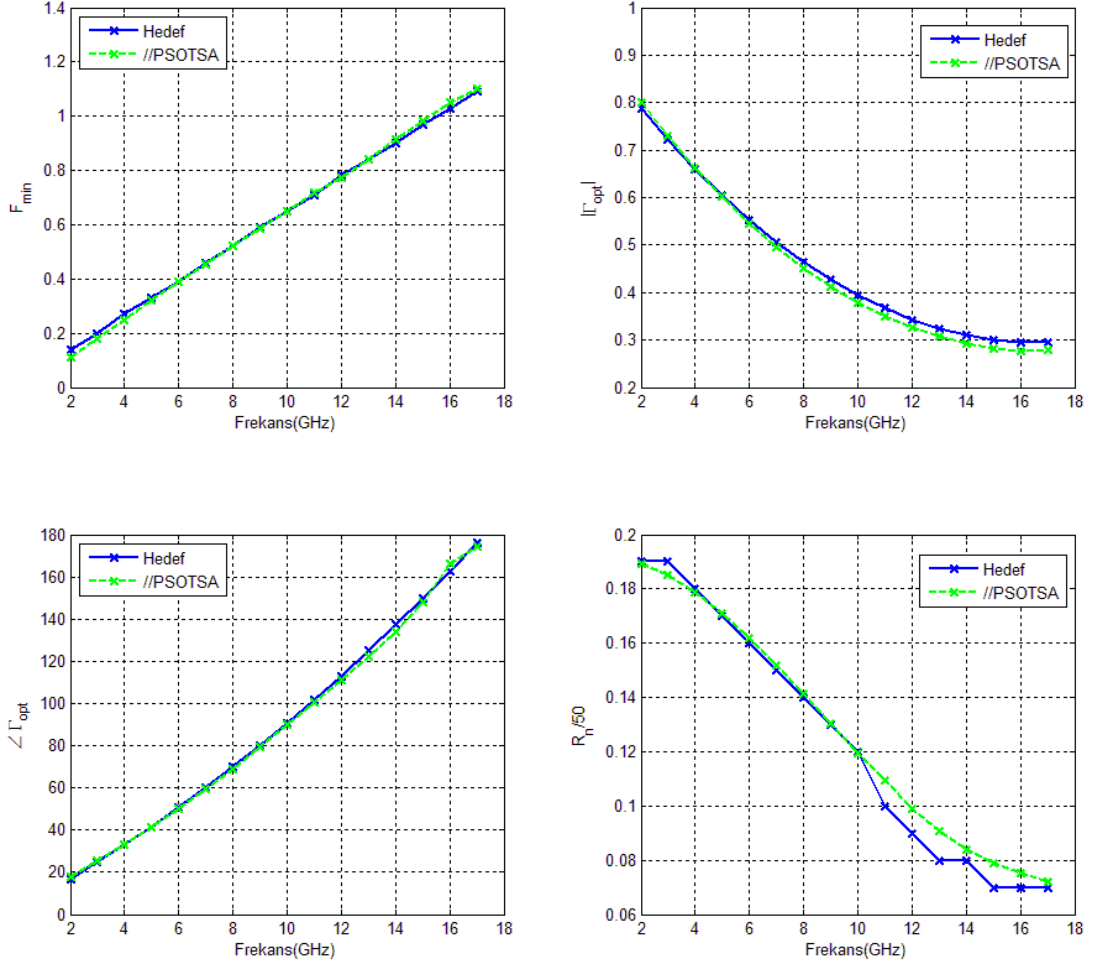 1.4
1.2
1
0.8
0.6
0.4
0.2
0
F_min
Hedef
//PSOTSA
2 4 6 8 10 12 14 16 18
Frekans(GHz)
1
0.9
0.8
0.7
0.6
0.5
0.4
0.3
0.2
|Γ_opt|
Hedef
//PSOTSA
2 4 6 8 10 12 14 16 18
Frekans(GHz)
180
160
140
120
100
80
60
40
20
0
∠ Γ_opt
Hedef
//PSOTSA
2 4 6 8 10 12 14 16 18
Frekans(GHz)
0.2
0.18
0.16
0.14
0.12
0.1
0.08
0.06
R_n/50
Hedef
//PSOTSA
2 4 6 8 10 12 14 16 18
Frekans(GHz)